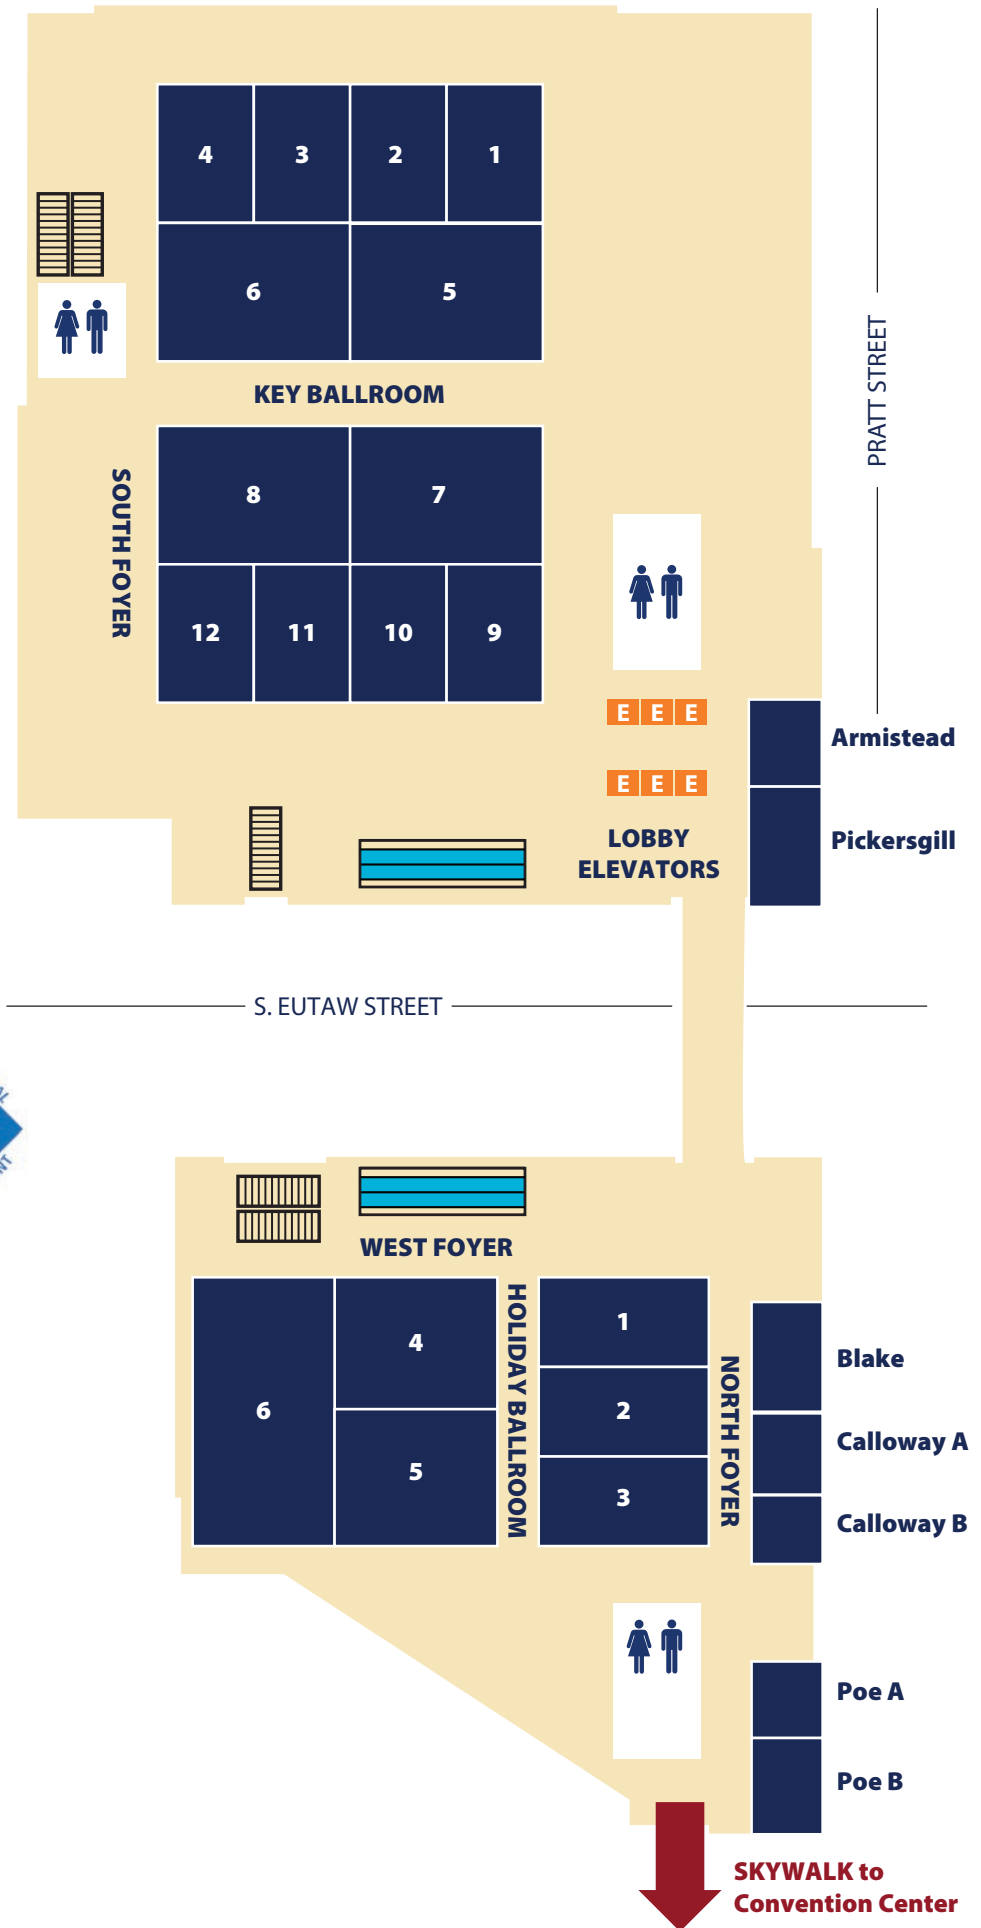 4 3 2 1
6 5
KEY BALLROOM
PRATT STREET
SOUTH FOYER
8 7
12 11 10 9
E E E
Armistead
E E E
LOBBY
ELEVATORS
Pickersgill
S. EUTAW STREET
WEST FOYER
HOLIDAY BALLROOM
NORTH FOYER
1
4
Blake
6
2
5
Calloway A
3
Calloway B
Poe A
Poe B
SKYWALK to
Convention Center